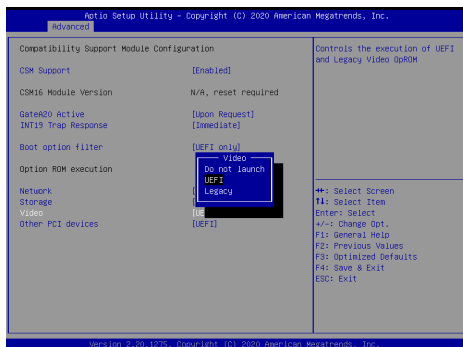 Aptio Setup Utility – Copyright (C) 2020 American Megatrends, Inc.
Advanced
Compatibility Support Module Configuration
CSM Support [Enabled]
CSM16 Module Version N/A, reset required
GateA20 Active [Upon Request]
INT19 Trap Response [Immediate]
Boot option filter [UEFI only]
Option ROM execution
Network [
Storage [
Video [UE
Other PCI devices [UEFI]
Video
Do not launch
UEFI
Legacy
Controls the execution of UEFI
and Legacy Video OpROM
→←: Select Screen
↑↓: Select Item
Enter: Select
+/-: Change Opt.
F1: General Help
F2: Previous Values
F3: Optimized Defaults
F4: Save & Exit
ESC: Exit
Version 2.20.1275. Copyright (C) 2020 American Megatrends, Inc.